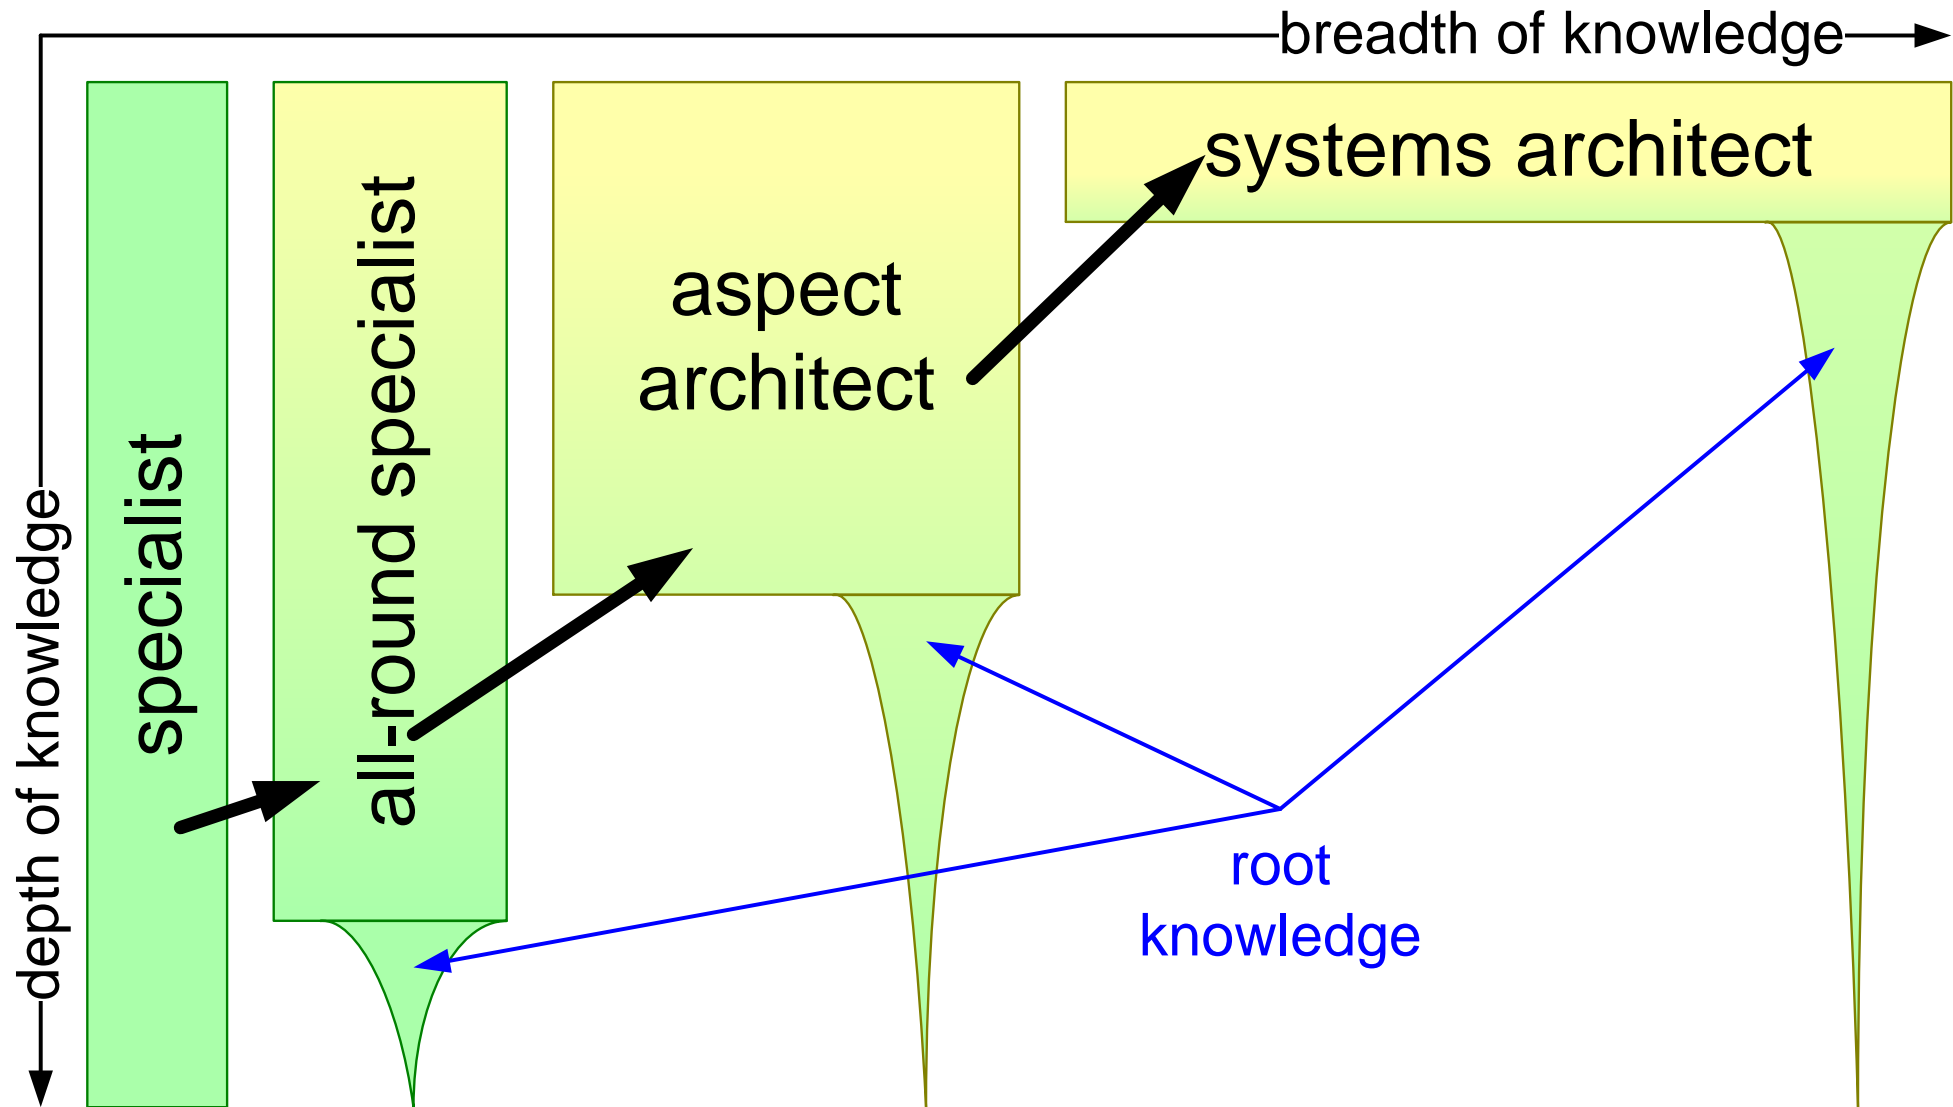 breadth of knowledge
depth of knowledge
specialist
all-round specialist
aspect
architect
systems architect
root
knowledge